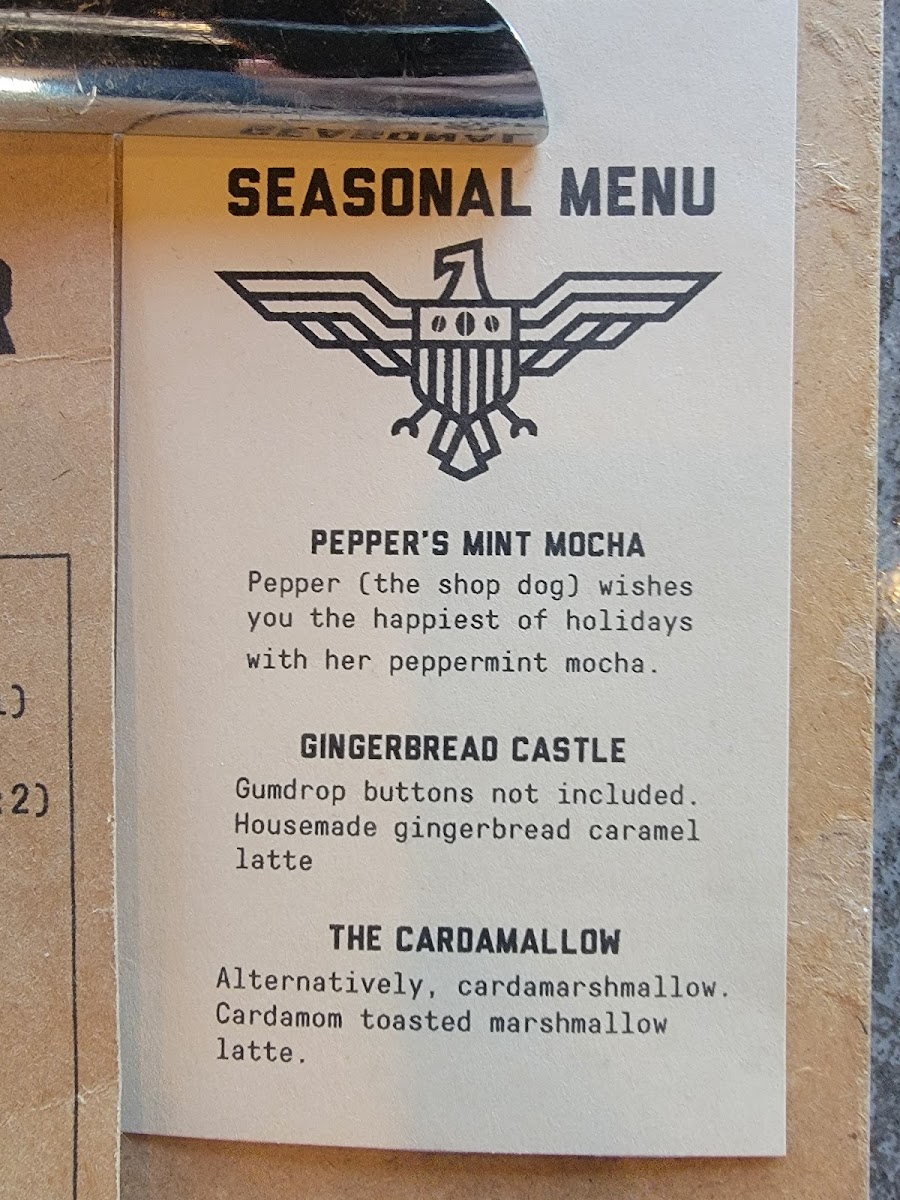 SEASONAL MENU
PEPPER'S MINT MOCHA
Pepper (the shop dog) wishes
you the happiest of holidays
with her peppermint mocha.
GINGERBREAD CASTLE
Gumdrop buttons not included.
Housemade gingerbread caramel
latte
THE CARDAMALLOW
Alternatively, cardamarshmallow.
Cardamom toasted marshmallow
latte.